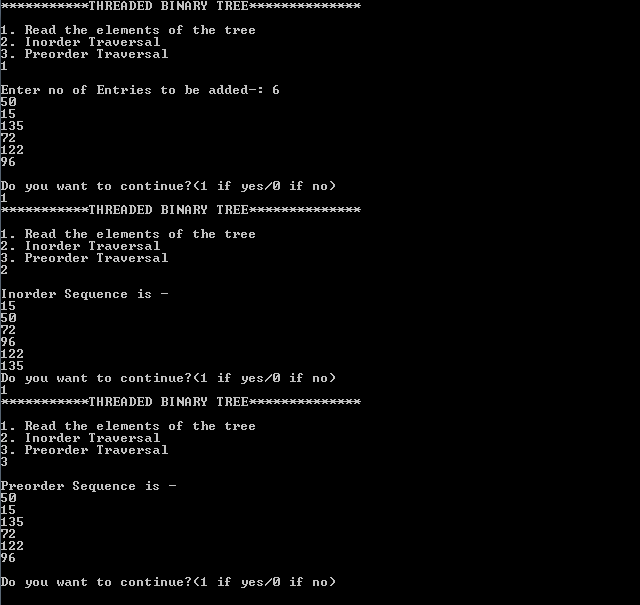 ***********THREADED BINARY TREE**************
1. Read the elements of the tree
2. Inorder Traversal
3. Preorder Traversal
1
Enter no of Entries to be added-: 6
50
15
135
72
122
96
Do you want to continue?(1 if yes/0 if no)
1
***********THREADED BINARY TREE**************
1. Read the elements of the tree
2. Inorder Traversal
3. Preorder Traversal
2
Inorder Sequence is -
15
50
72
96
122
135
Do you want to continue?(1 if yes/0 if no)
1
***********THREADED BINARY TREE**************
1. Read the elements of the tree
2. Inorder Traversal
3. Preorder Traversal
3
Preorder Sequence is -
50
15
135
72
122
96
Do you want to continue?(1 if yes/0 if no)